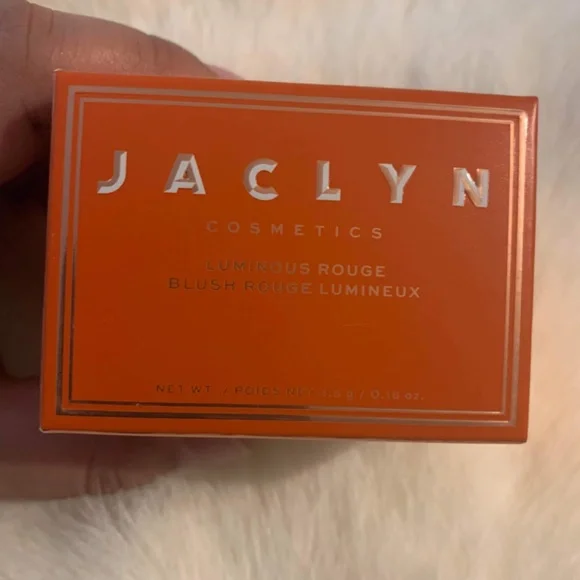 JACLYN
COSMETICS
LUMINOUS ROUGE
BLUSH ROUGE LUMINEUX
NET WT. / POIDS NET g / 0.18 oz.